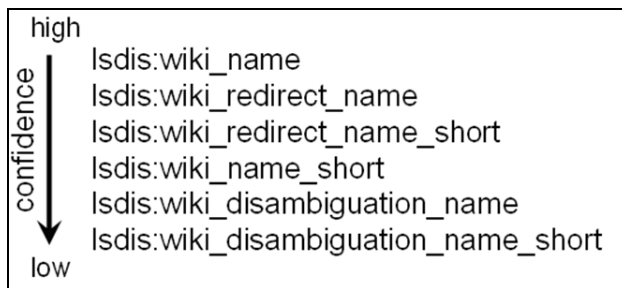 high
lsdis:wiki_name
lsdis:wiki_redirect_name
lsdis:wiki_redirect_name_short
lsdis:wiki_name_short
lsdis:wiki_disambiguation_name
lsdis:wiki_disambiguation_name_short
confidence
low